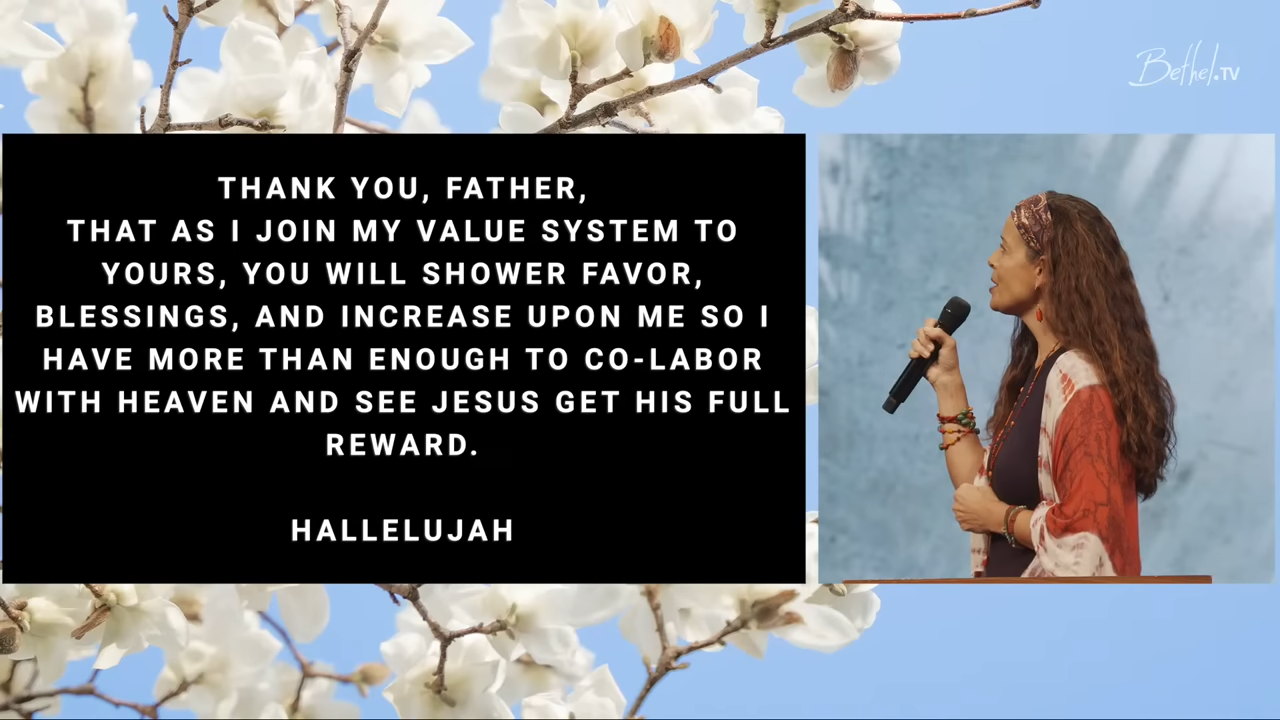 Bethel.TV
THANK YOU, FATHER,
THAT AS I JOIN MY VALUE SYSTEM TO
YOURS, YOU WILL SHOWER FAVOR,
BLESSINGS, AND INCREASE UPON ME SO I
HAVE MORE THAN ENOUGH TO CO-LABOR
WITH HEAVEN AND SEE JESUS GET HIS FULL
REWARD.
HALLELUJAH